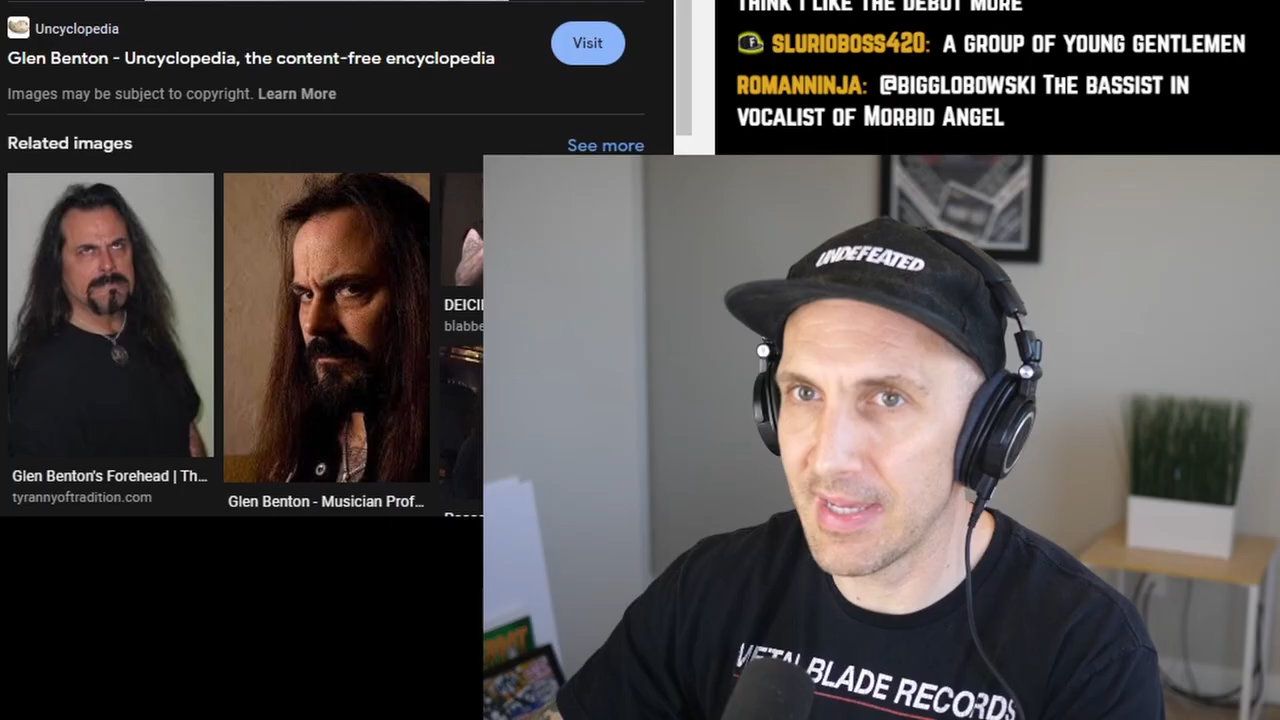 Uncyclopedia
Visit
Glen Benton - Uncyclopedia, the content-free encyclopedia
Images may be subject to copyright. Learn More
Related images
See more
Glen Benton's Forehead | Th...
tyrannyoftradition.com
Glen Benton - Musician Prof...
DEICI
blabbe
THINK I LIKE THE DEBUT MORE
SLURIOBOSS420: A GROUP OF YOUNG GENTLEMEN
ROMANNINJA: @BIGGLOBOWSKI THE BASSIST IN
VOCALIST OF MORBID ANGEL
UNDEFEATED
METAL BLADE RECORDS